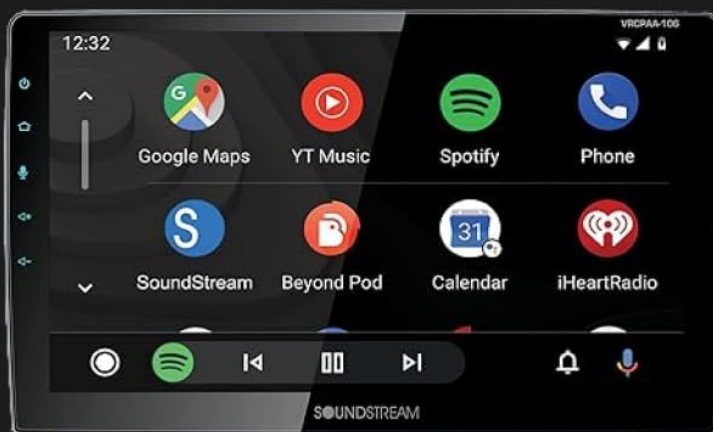 VRCPAA-106
12:32
G
Google Maps
YT Music
Spotify
Phone
S
31
SoundStream
Beyond Pod
Calendar
iHeartRadio
SOUNDSTREAM